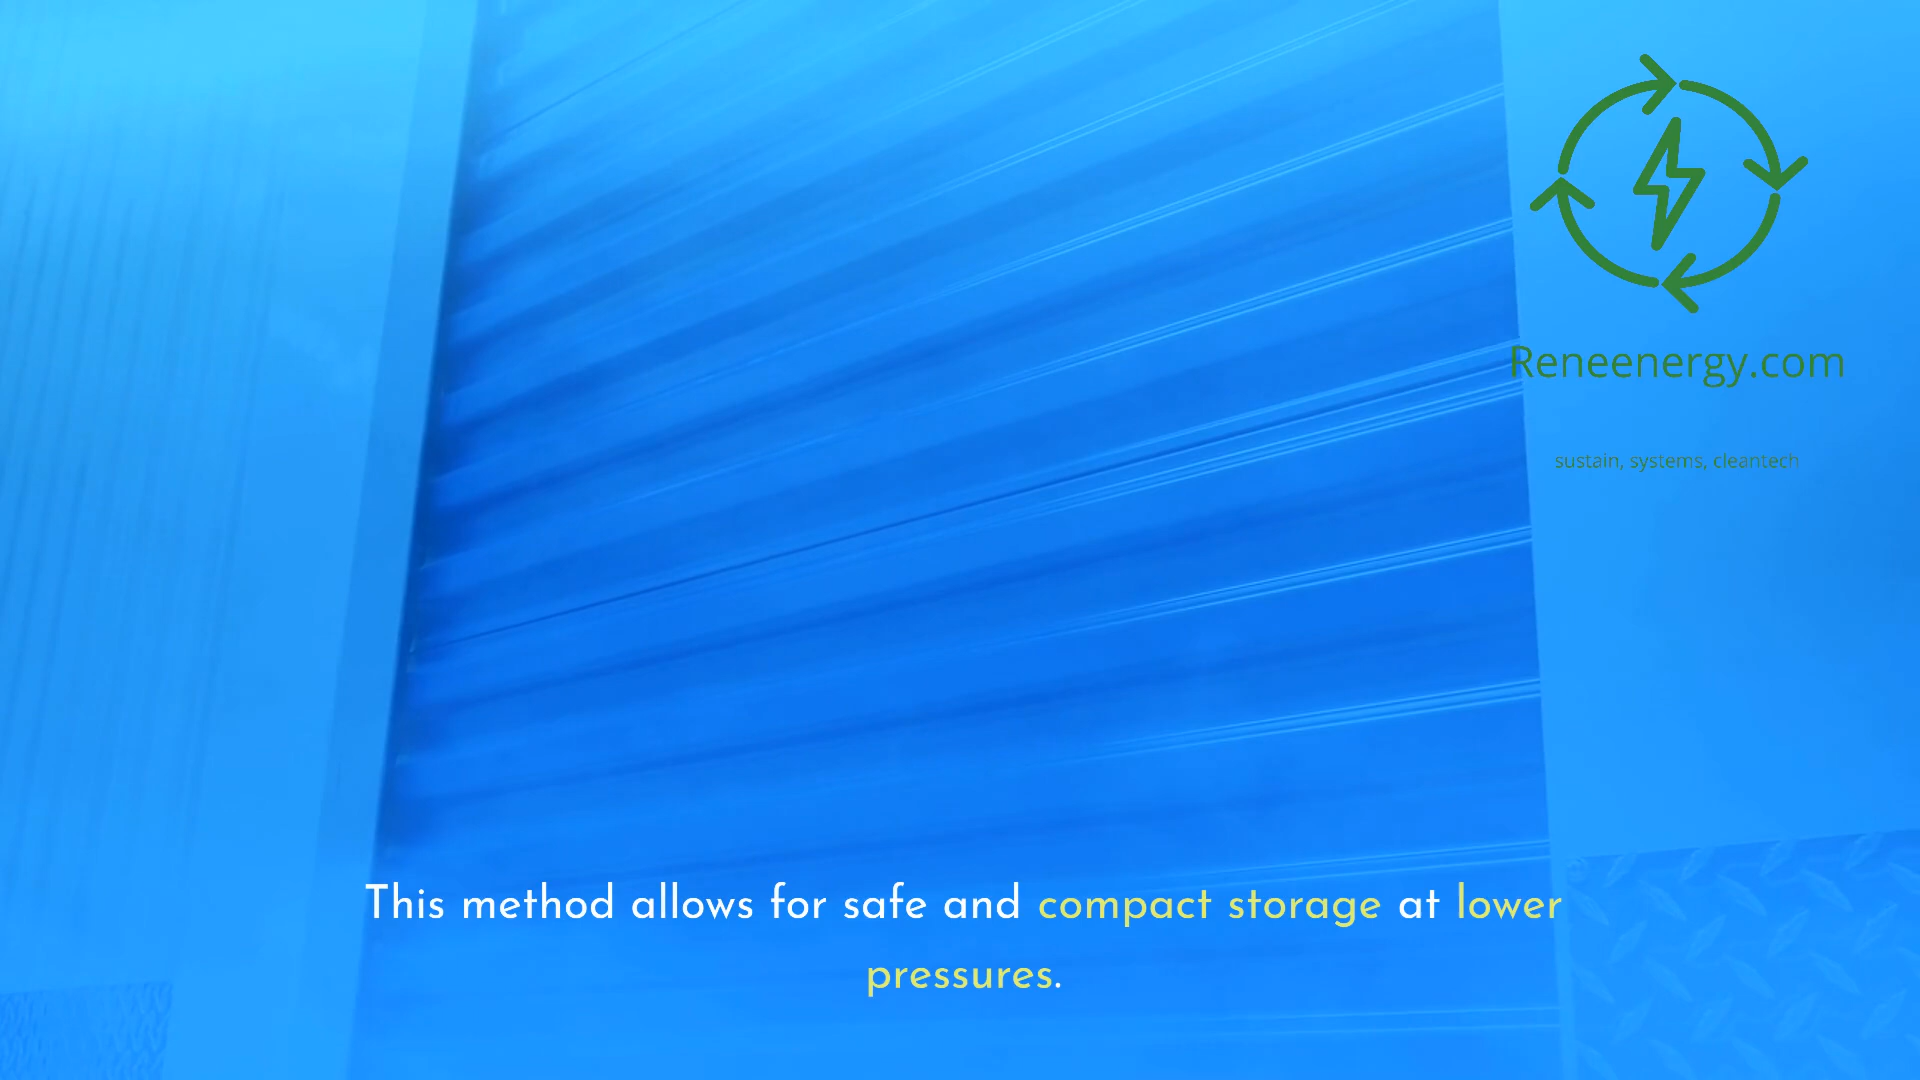 Reneenergy.com
sustain, systems, cleantech
This method allows for safe and compact storage at lower
pressures.